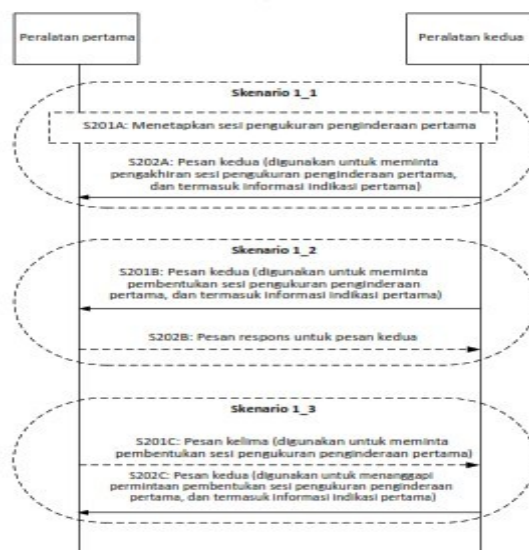 Peralatan pertama
Peralatan kedua
Skenario 1_1
S201A: Menetapkan sesi pengukuran penginderaan pertama
S202A: Pesan kedua (digunakan untuk meminta
pengakhiran sesi pengukuran penginderaan pertama,
dan termasuk informasi indikasi pertama)
Skenario 1_2
S201B: Pesan kedua (digunakan untuk meminta
pembentukan sesi pengukuran penginderaan
pertama, dan termasuk informasi indikasi pertama)
S202B: Pesan respons untuk pesan kedua
Skenario 1_3
S201C: Pesan kelima (digunakan untuk meminta
pembentukan sesi pengukuran penginderaan pertama)
S202C: Pesan kedua (digunakan untuk menanggapi
permintaan pembentukan sesi pengukuran penginderaan
pertama, dan termasuk informasi indikasi pertama)